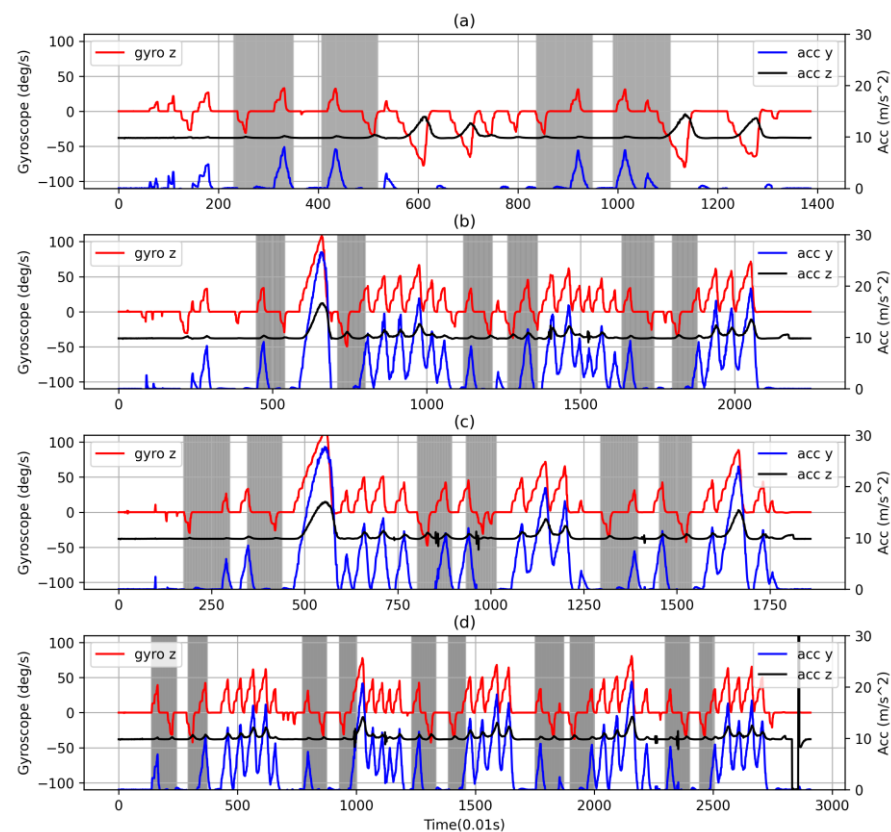 (a)
100
50
0
−50
−100
Gyroscope (deg/s)
gyro z
acc y
acc z
30
20
10
0
Acc (m/s^2)
0 200 400 600 800 1000 1200 1400
(b)
100
50
0
−50
−100
Gyroscope (deg/s)
gyro z
acc y
acc z
30
20
10
0
Acc (m/s^2)
0 500 1000 1500 2000
(c)
100
50
0
−50
−100
Gyroscope (deg/s)
gyro z
acc y
acc z
30
20
10
0
Acc (m/s^2)
0 250 500 750 1000 1250 1500 1750
(d)
100
50
0
−50
−100
Gyroscope (deg/s)
gyro z
acc y
acc z
30
20
10
0
Acc (m/s^2)
0 500 1000 1500 2000 2500 3000
Time(0.01s)